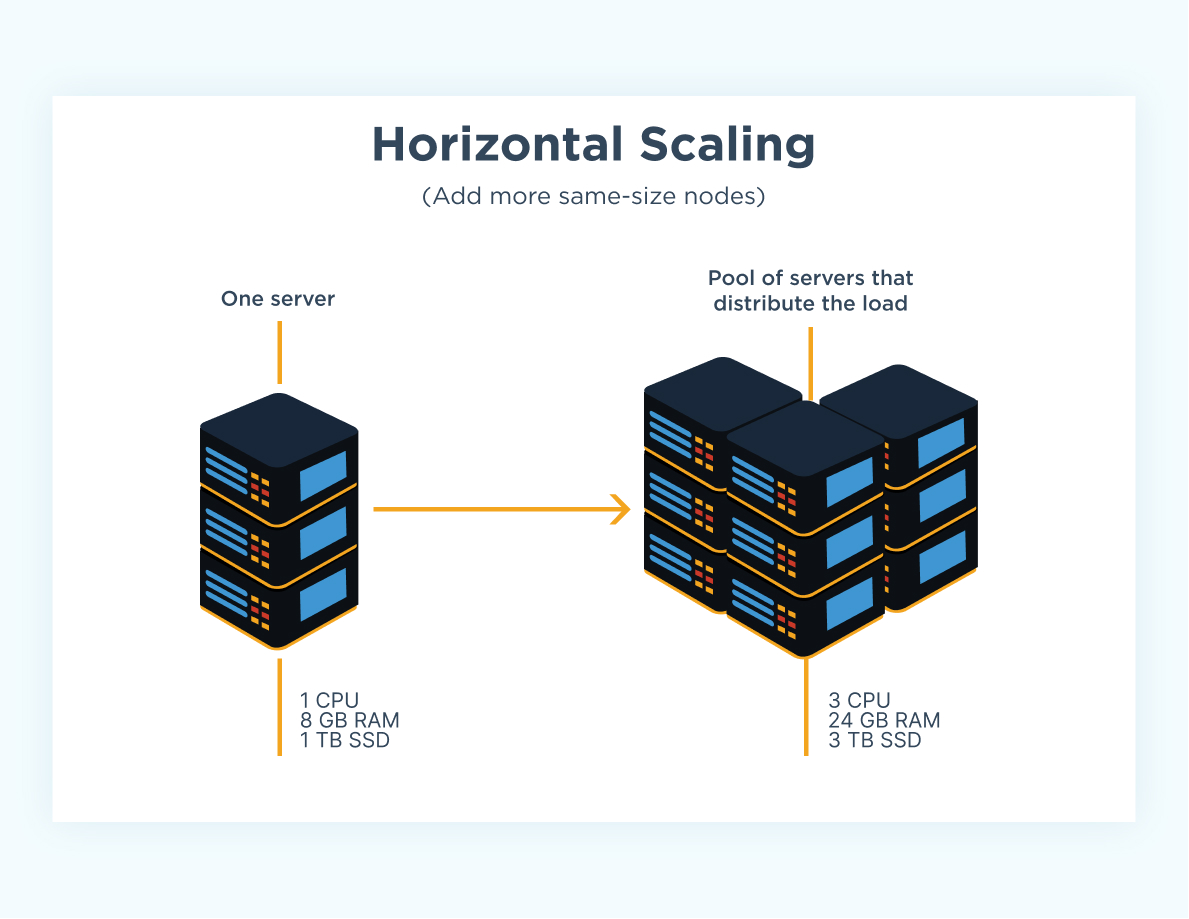 Horizontal Scaling
(Add more same-size nodes)
One server
Pool of servers that
distribute the load
1 CPU
8 GB RAM
1 TB SSD
3 CPU
24 GB RAM
3 TB SSD